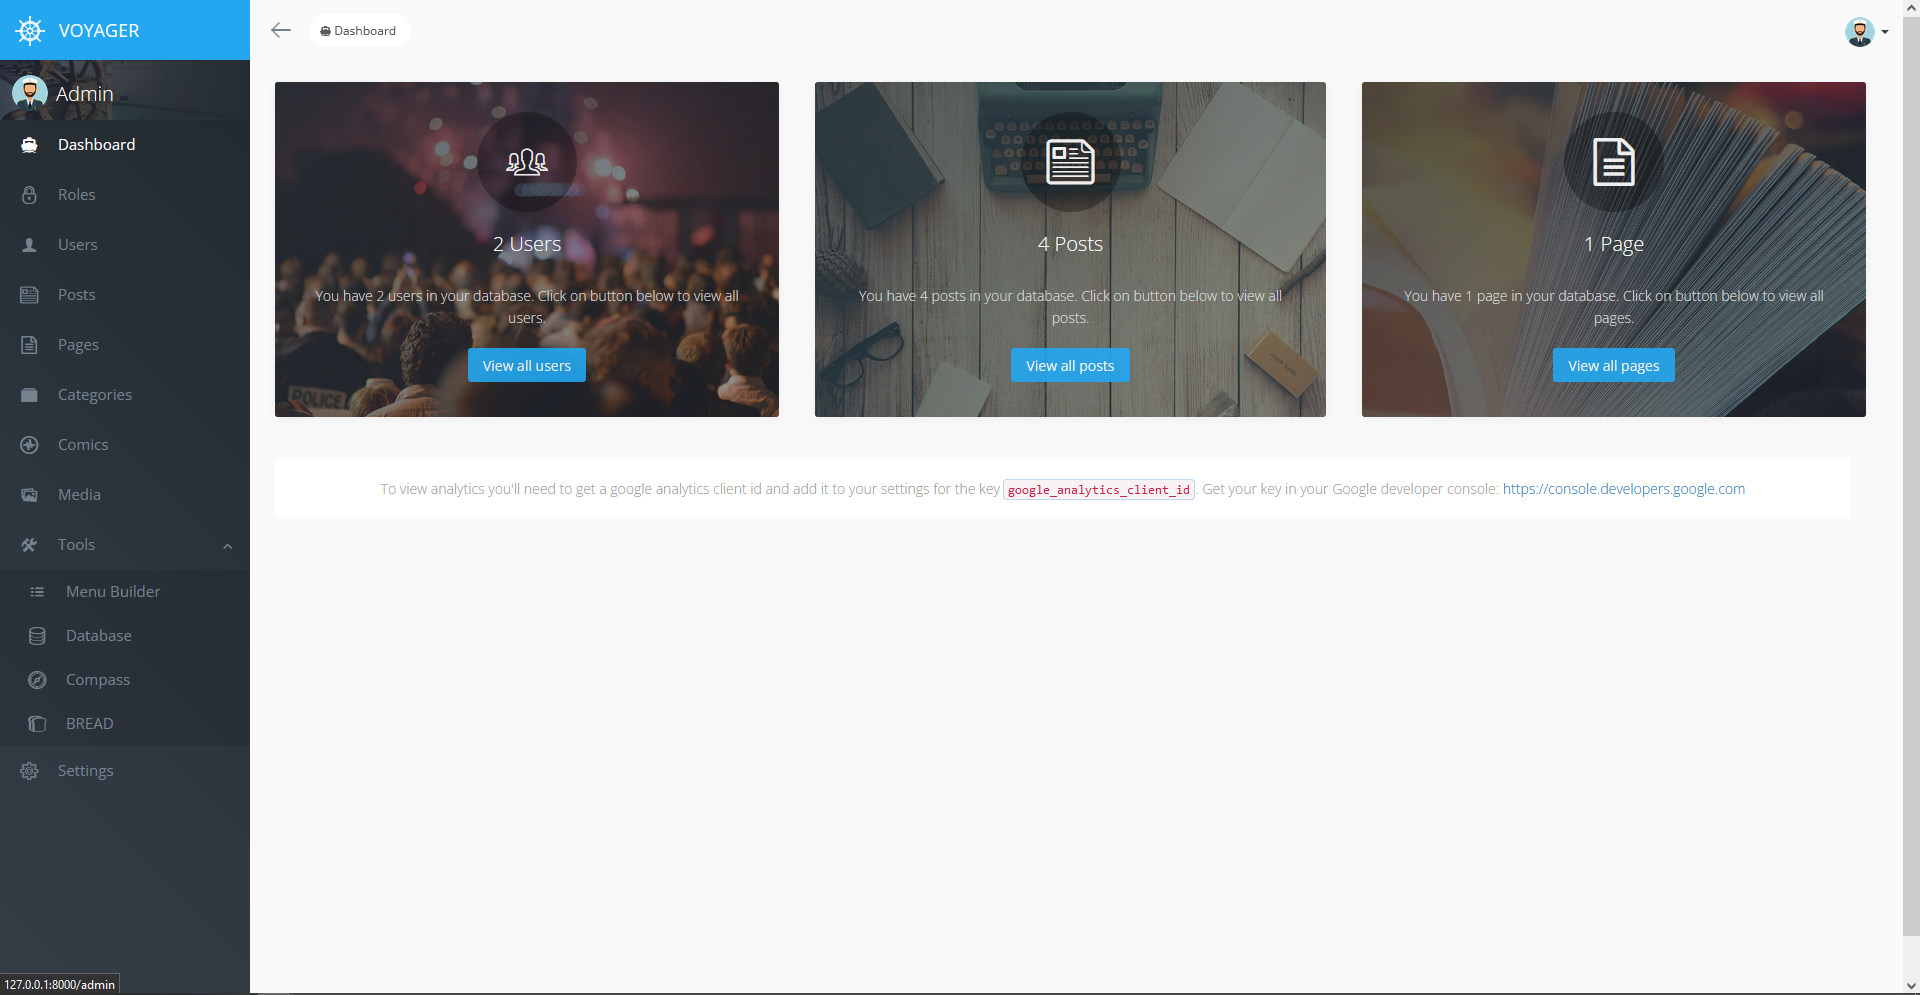 VOYAGER
Dashboard
Admin
Dashboard
Roles
Users
Posts
Pages
Categories
Comics
Media
Tools
Menu Builder
Database
Compass
BREAD
Settings
2 Users
You have 2 users in your database. Click on button below to view all
users.
View all users
POLICE
4 Posts
You have 4 posts in your database. Click on button below to view all
posts.
View all posts
1 Page
You have 1 page in your database. Click on button below to view all
pages.
View all pages
To view analytics you'll need to get a google analytics client id and add it to your settings for the key google_analytics_client_id. Get your key in your Google developer console: https://console.developers.google.com
127.0.0.1:8000/admin